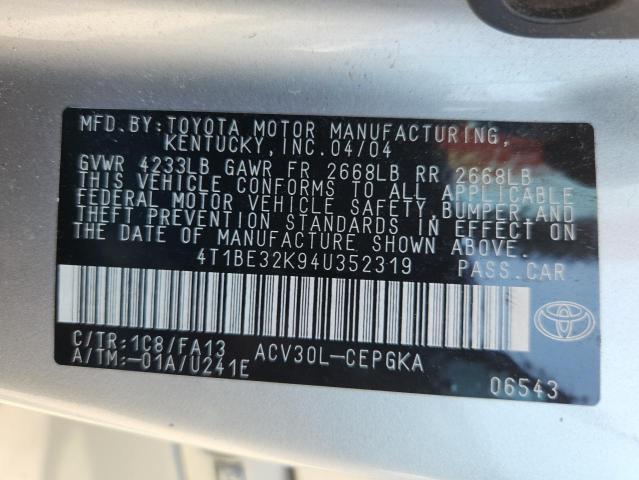 MFD.BY:TOYOTA MOTOR MANUFACTURING,
KENTUCKY, INC.04/04
GVWR 4233LB GAWR FR 2668LB RR 2668LB
THIS VEHICLE CONFORMS TO ALL APPLICABLE
FEDERAL MOTOR VEHICLE SAFETY,BUMPER,AND
THEFT PREVENTION STANDARDS IN EFFECT ON
THE DATE OF MANUFACTURE SHOWN ABOVE.
4T1BE32K94U352319 PASS.CAR
C/TR:1C8/FA13 ACV30L-CEPGKA
A/TM:-01A/U241E
06543